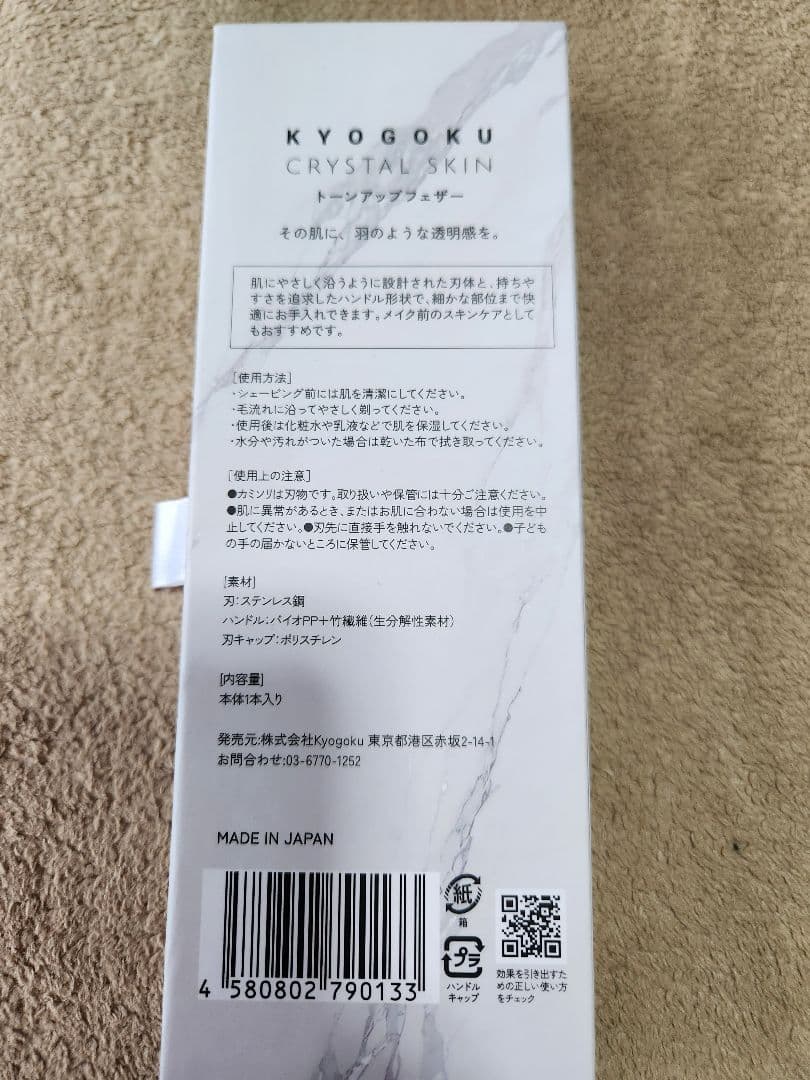 KYOGOKU
CRYSTAL SKIN
トーンアップフェザー
その肌に、羽のような透明感を。
肌にやさしく沿うように設計された刃体と、持ちや
すさを追求したハンドル形状で、細かな部位まで快
適にお手入れできます。メイク前のスキンケアとして
もおすすめです。
[使用方法]
・シェービング前には肌を清潔にしてください。
・毛流れに沿ってやさしく剃ってください。
・使用後は化粧水や乳液などで肌を保湿してください。
・水分や汚れがついた場合は乾いた布で拭き取ってください。
[使用上の注意]
●カミソリは刃物です。取り扱いや保管には十分ご注意ください。
●肌に異常があるとき、またはお肌に合わない場合は使用を中
止してください。●刃先に直接手を触れないでください。●子ども
の手の届かないところに保管してください。
[素材]
刃:ステンレス鋼
ハンドル:バイオPP+竹繊維(生分解性素材)
刃キャップ:ポリスチレン
[内容量]
本体1本入り
発売元:株式会社Kyogoku 東京都港区赤坂2-14-1
お問合わせ:03-6770-1252
MADE IN JAPAN
紙
箱
プラ
ハンドル
キャップ
効果を引き出すた
めの正しい使い方
をチェック
4 580802 790133